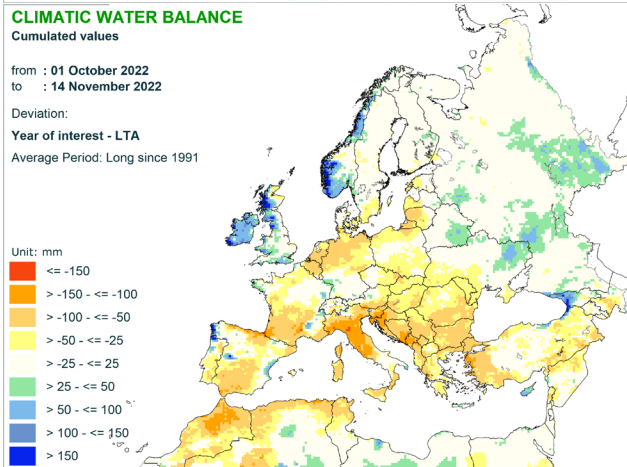 CLIMATIC WATER BALANCE
Cumulated values
from : 01 October 2022
to : 14 November 2022
Deviation:
Year of interest - LTA
Average Period: Long since 1991
Unit: mm
<= -150
> -150 - <= -100
> -100 - <= -50
> -50 - <= -25
> -25 - <= 25
> 25 - <= 50
> 50 - <= 100
> 100 - <= 150
> 150